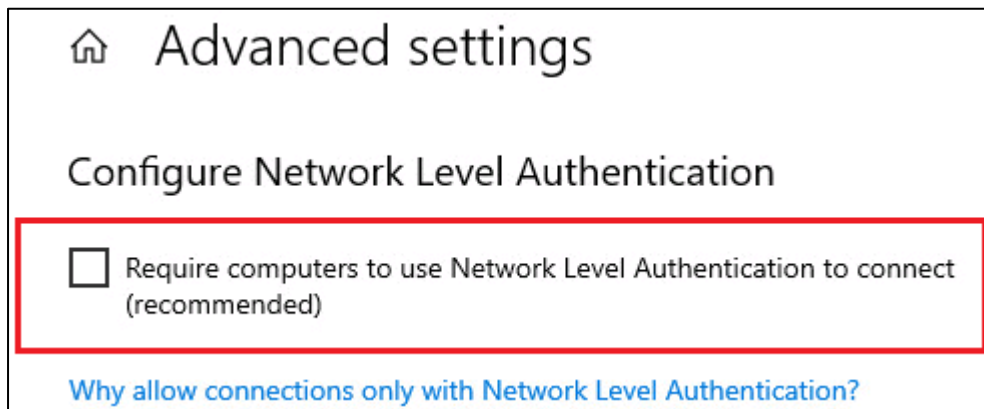 Advanced settings
Configure Network Level Authentication
Require computers to use Network Level Authentication to connect
(recommended)
Why allow connections only with Network Level Authentication?